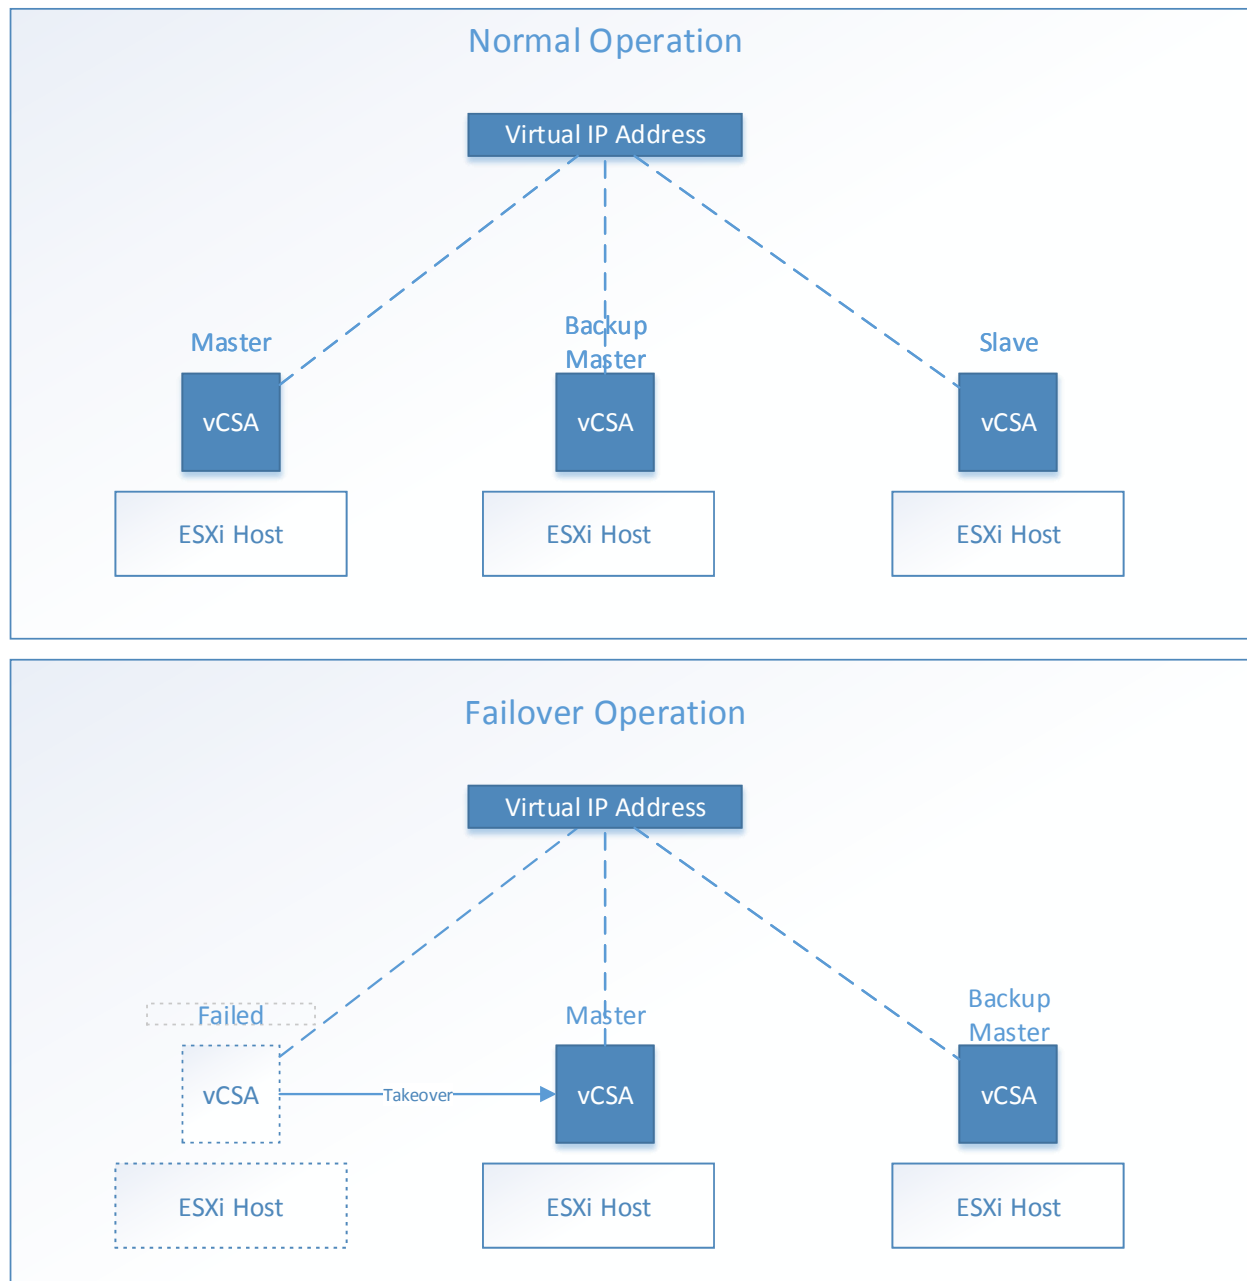 Normal Operation
Virtual IP Address
Master
Backup
Master
Slave
vCSA
vCSA
vCSA
ESXi Host
ESXi Host
ESXi Host
Failover Operation
Virtual IP Address
Failed
Master
Backup
Master
vCSA
Takeover
vCSA
vCSA
ESXi Host
ESXi Host
ESXi Host